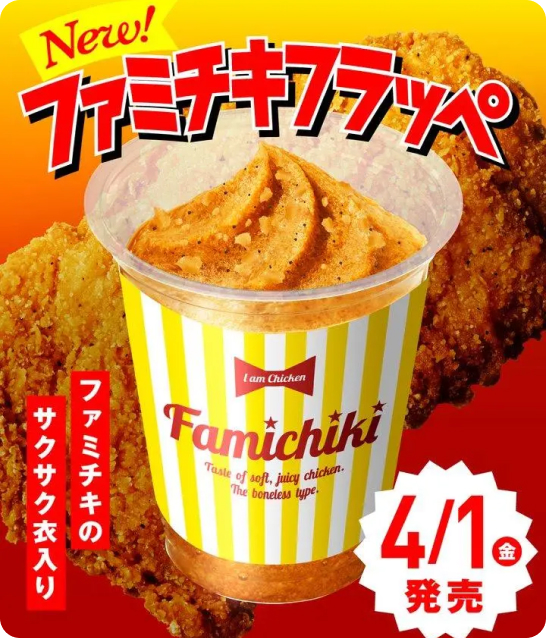 New!
ファミチキフラッペ
I am Chicken
Famichiki
Taste of soft, juicy chicken.
The boneless type.
ファミチキの
サクサク衣入り
4/1㊎
発売